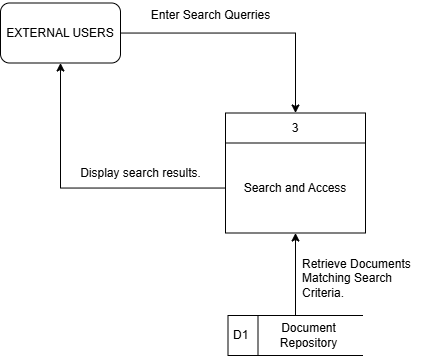 Enter Search Querries
EXTERNAL USERS
3
Display search results.
Search and Access
Retrieve Documents
Matching Search
Criteria.
D1
Document
Repository